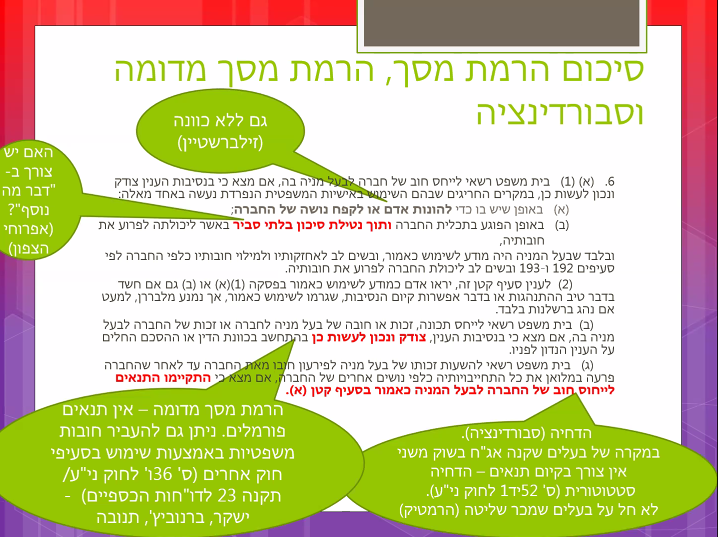 סיכום הרמת מסך, הרמת מסך מדומה
וסבורדינציה
גם ללא כוונה
(זילברשטיין)
האם יש
צורך ב-
"דבר מה
נוסף"?
(אפרוחי
הצפון)
6. (א) (1) בית משפט רשאי לייחס חוב של חברה לבעל מניה בה, אם מצא כי בנסיבות הענין צודק
ונכון לעשות כן, במקרים החריגים שבהם השימוש באישיות המשפטית הנפרדת נעשה באחד מאלה:
(א) באופן שיש בו כדי להונות אדם או לקפח נושה של החברה;
(ב) באופן הפוגע בתכלית החברה ותוך נטילת סיכון בלתי סביר באשר ליכולתה לפרוע את
חובותיה,
ובלבד שבעל המניה היה מודע לשימוש כאמור, ובשים לב לאחזקותיו ולמילוי חובותיו כלפי החברה לפי
סעיפים 192 ו-193 ובשים לב ליכולת החברה לפרוע את חובותיה.
(2) לענין סעיף קטן זה, יראו אדם כמודע לשימוש כאמור בפסקה (1)(א) או (ב) גם אם חשד
בדבר טיב ההתנהגות או בדבר אפשרות קיום הנסיבות, שגרמו לשימוש כאמור, אך נמנע מלבררן, למעט
אם נהג ברשלנות בלבד.
(ב) בית משפט רשאי לייחס תכונה, זכות או חובה של בעל מניה לחברה או זכות של החברה לבעל
מניה בה, אם מצא כי בנסיבות הענין, צודק ונכון לעשות כן בהתחשב בכוונת הדין או ההסכם החלים
על הענין הנדון לפניו.
(ג) בית משפט רשאי להשעות זכותו של בעל מניה לפירעון חובו מאת החברה עד לאחר שהחברה
פרעה במלואן את כל התחייבויותיה כלפי נושים אחרים של החברה, אם מצא כי התקיימו התנאים
לייחוס חוב של החברה לבעל המניה כאמור בסעיף קטן (א).
הרמת מסך מדומה – אין תנאים
פורמלים. ניתן גם להעביר חובות
משפטיות באמצעות שימוש בסעיפי
חוק אחרים (ס' 36ו' לחוק ני"ע/
תקנה 23 לדו"חות הכספיים) -
ישקר, ברנוביץ', תנובה
הדחיה (סבורדינציה).
במקרה של בעלים שקנה אג"ח בשוק משני
אין צורך בקיום תנאים – הדחיה
סטטוטורית (ס' 52יד1 לחוק ני"ע).
לא חל על בעלים שמכר שליטה (הרמטיק)